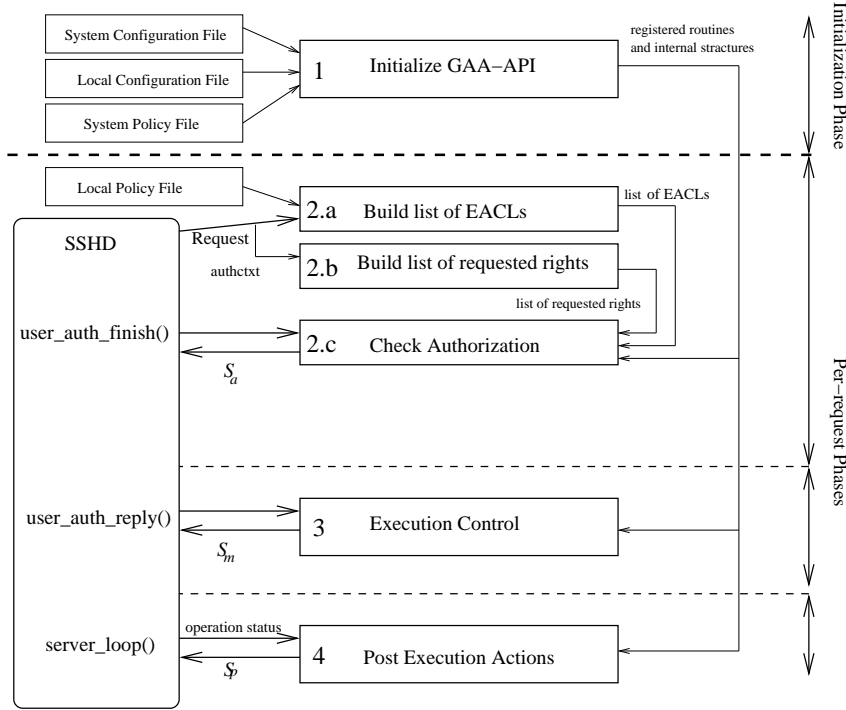 System Configuration File
Local Configuration File
System Policy File
1 Initialize GAA-API
registered routines
and internal stractures
Initialization Phase
Local Policy File
2.a Build list of EACLs
list of EACLs
SSHD
Request
authctxt
2.b Build list of requested rights
list of requested rights
user_auth_finish()
2.c Check Authorization
Sa
Per-request Phases
user_auth_reply()
3 Execution Control
Sm
operation status
server_loop()
4 Post Execution Actions
Sp